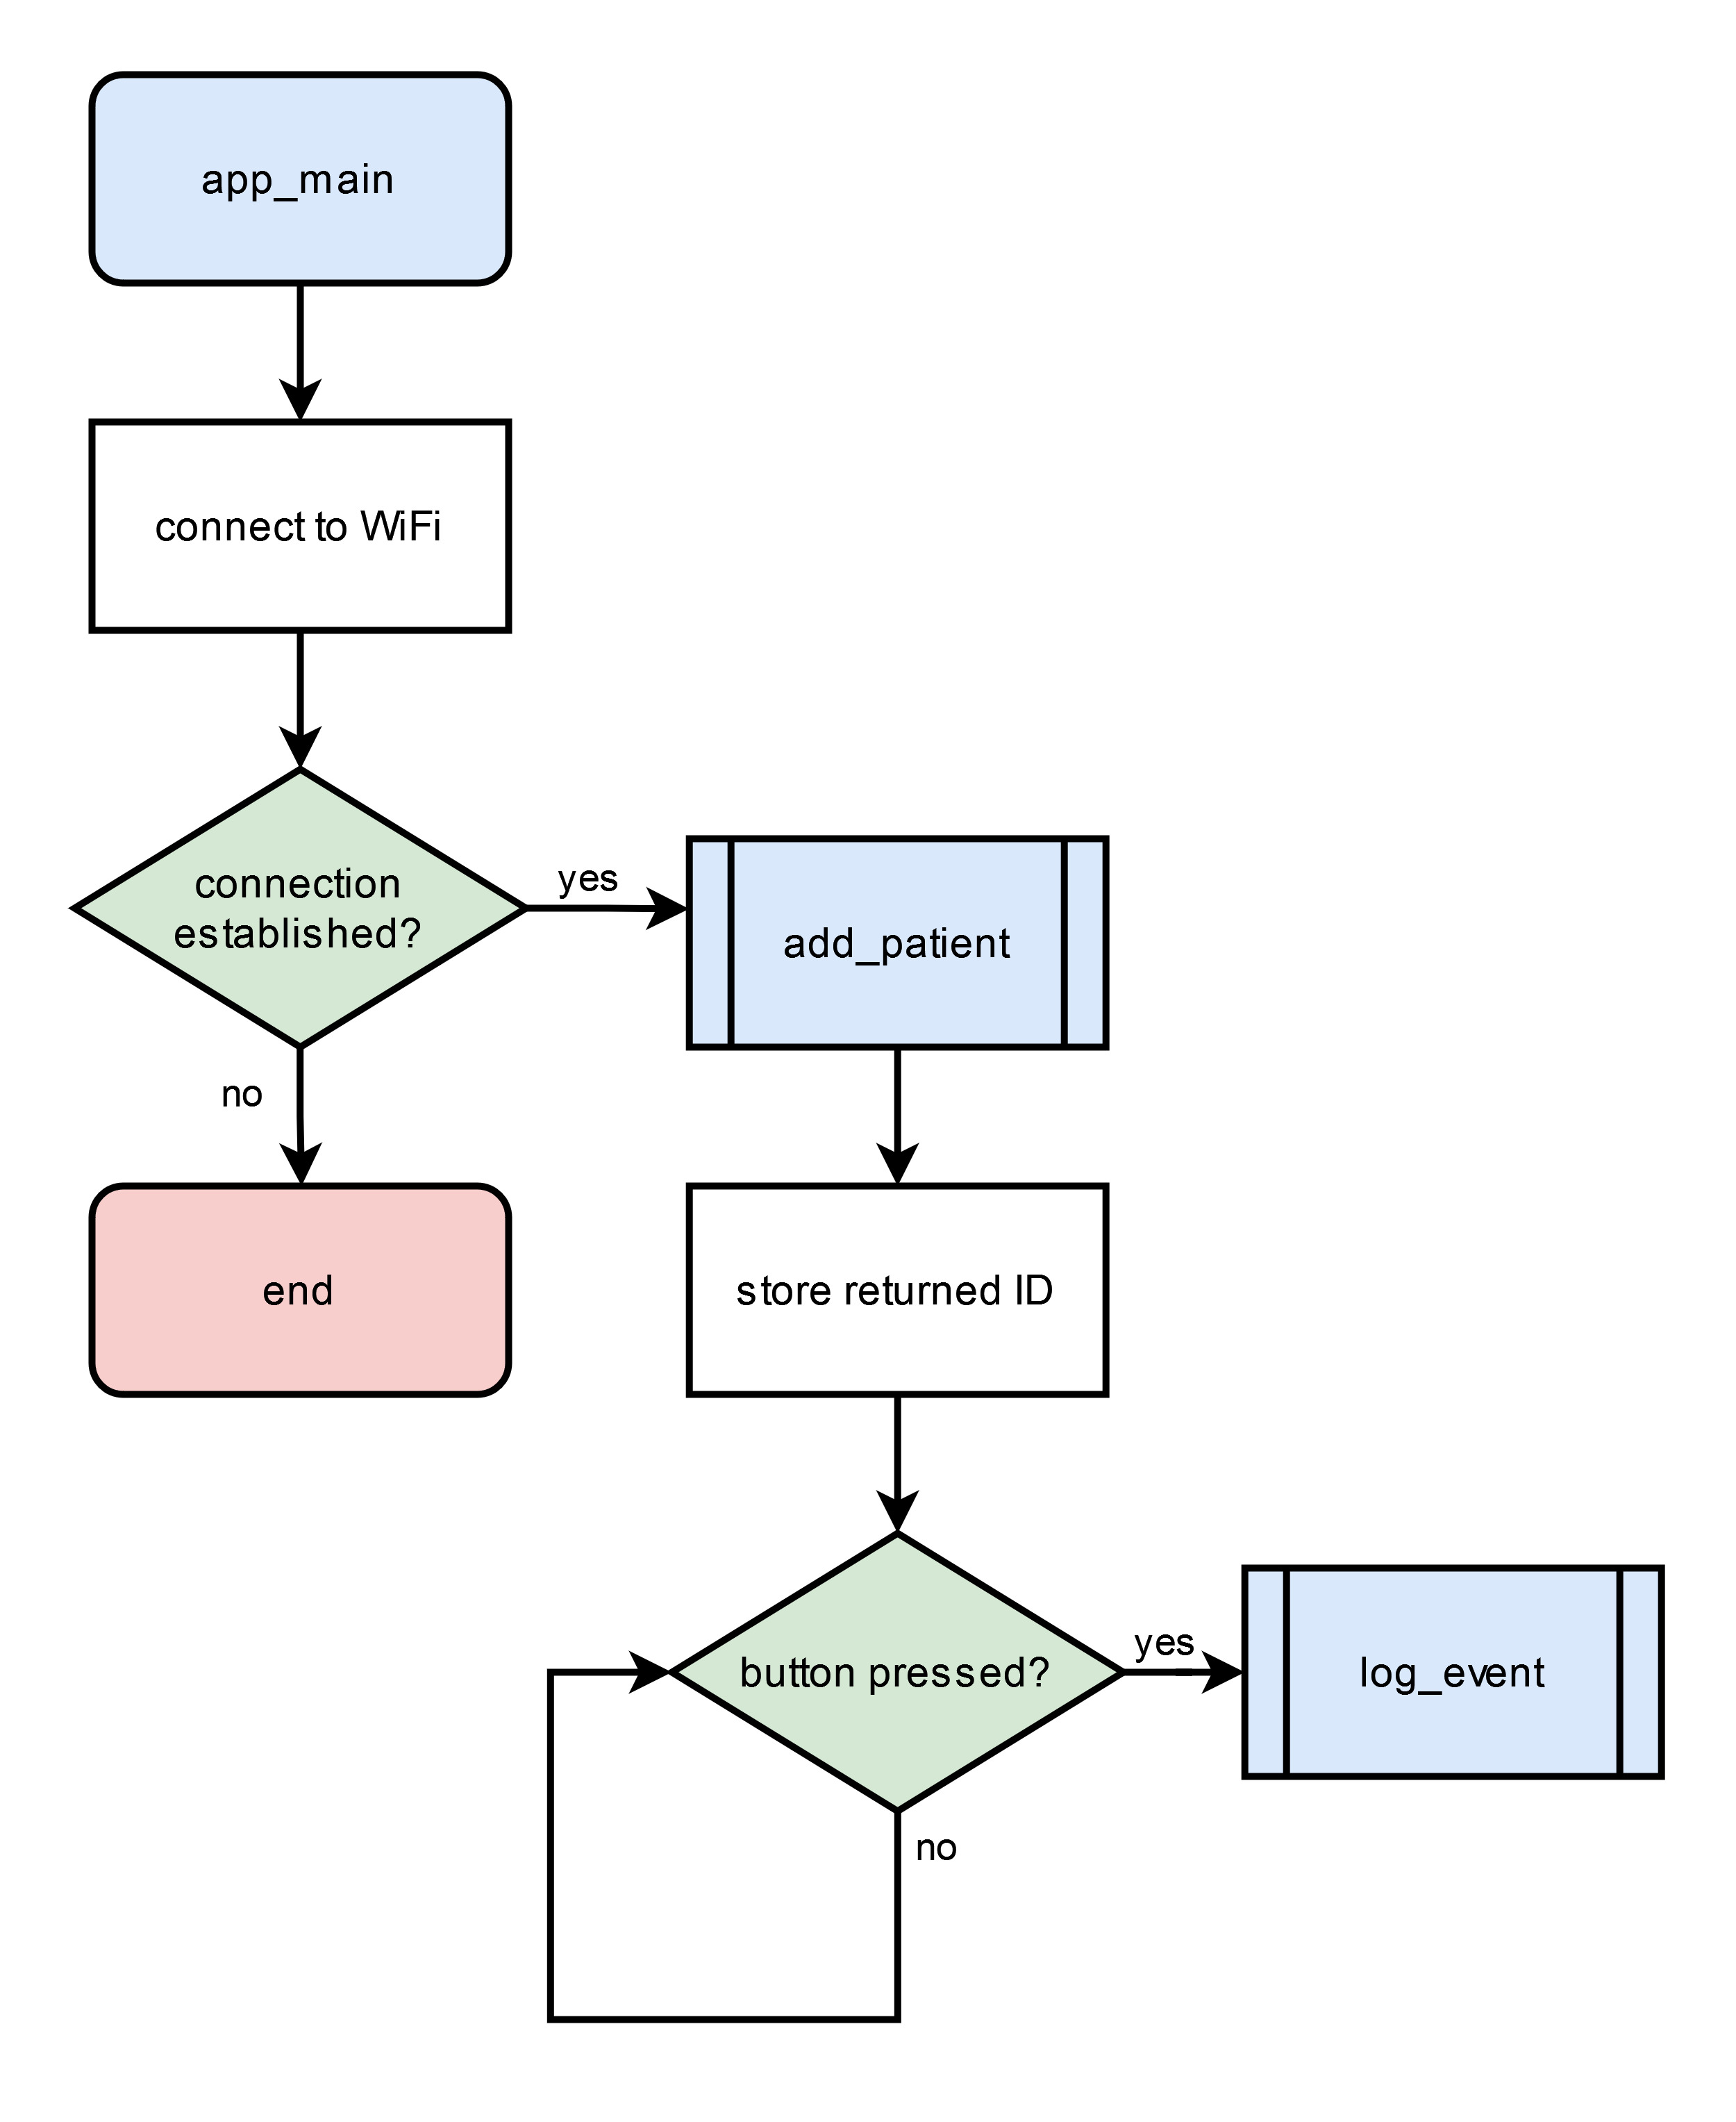 app_main
connect to WiFi
connection
established?
yes
add_patient
no
end
store returned ID
button pressed?
yes
log_event
no